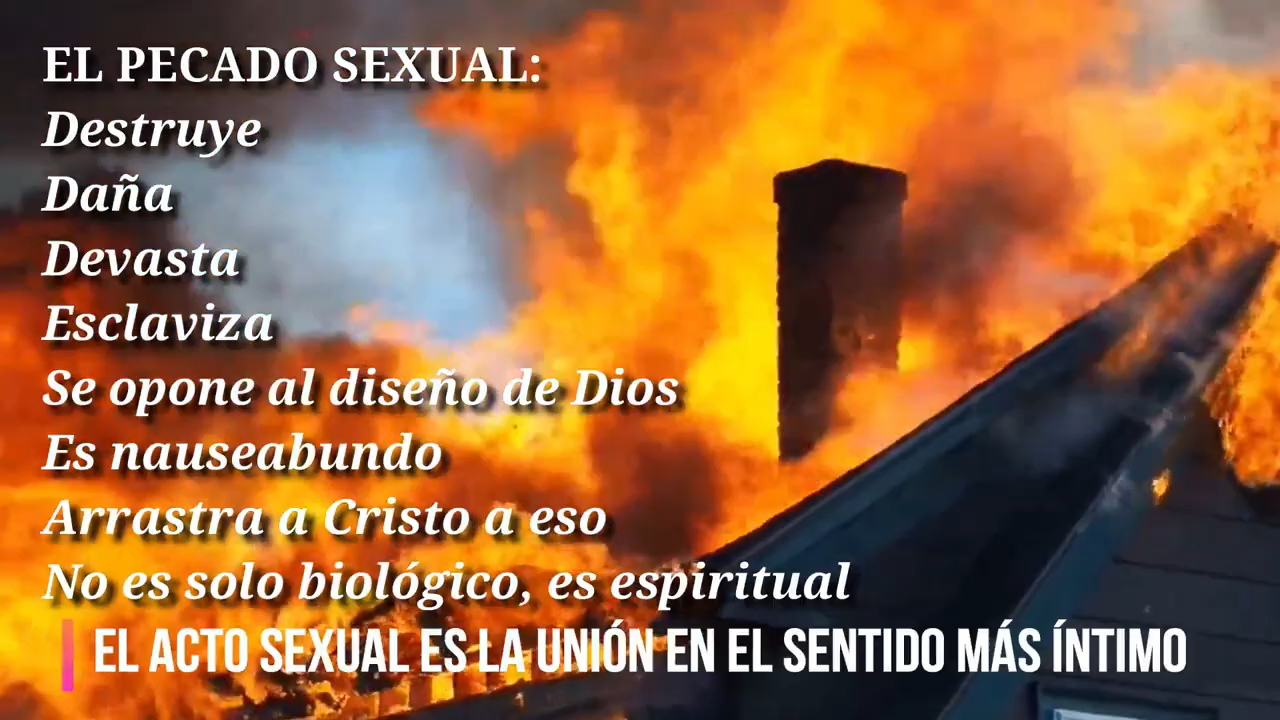 EL PECADO SEXUAL:
Destruye
Daña
Devasta
Esclaviza
Se opone al diseño de Dios
Es nauseabundo
Arrastra a Cristo a eso
No es solo biológico, es espiritual
EL ACTO SEXUAL ES LA UNIÓN EN EL SENTIDO MÁS ÍNTIMO